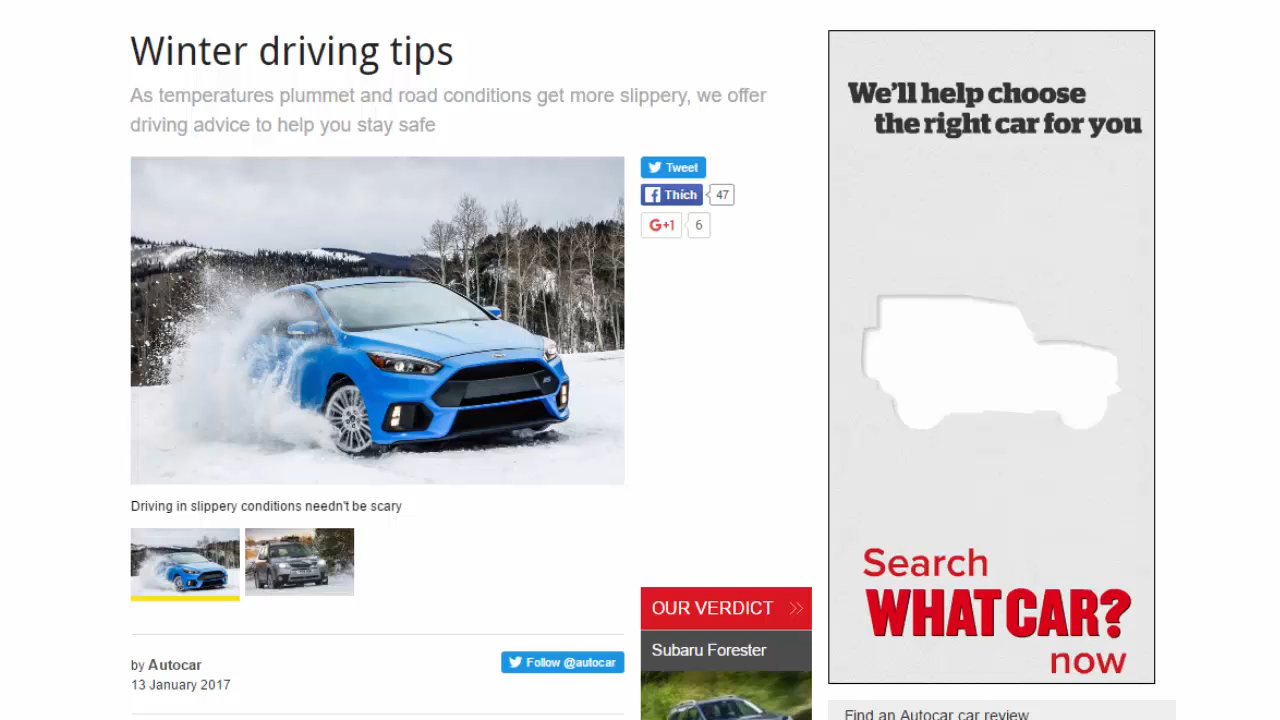 Winter driving tips
As temperatures plummet and road conditions get more slippery, we offer
driving advice to help you stay safe
Tweet
Thích 47
G+1 6
Driving in slippery conditions needn't be scary
by Autocar
13 January 2017
Follow @autocar
OUR VERDICT
Subaru Forester
We'll help choose
the right car for you
Search
WHAT CAR?
now
Find an Autocar car review